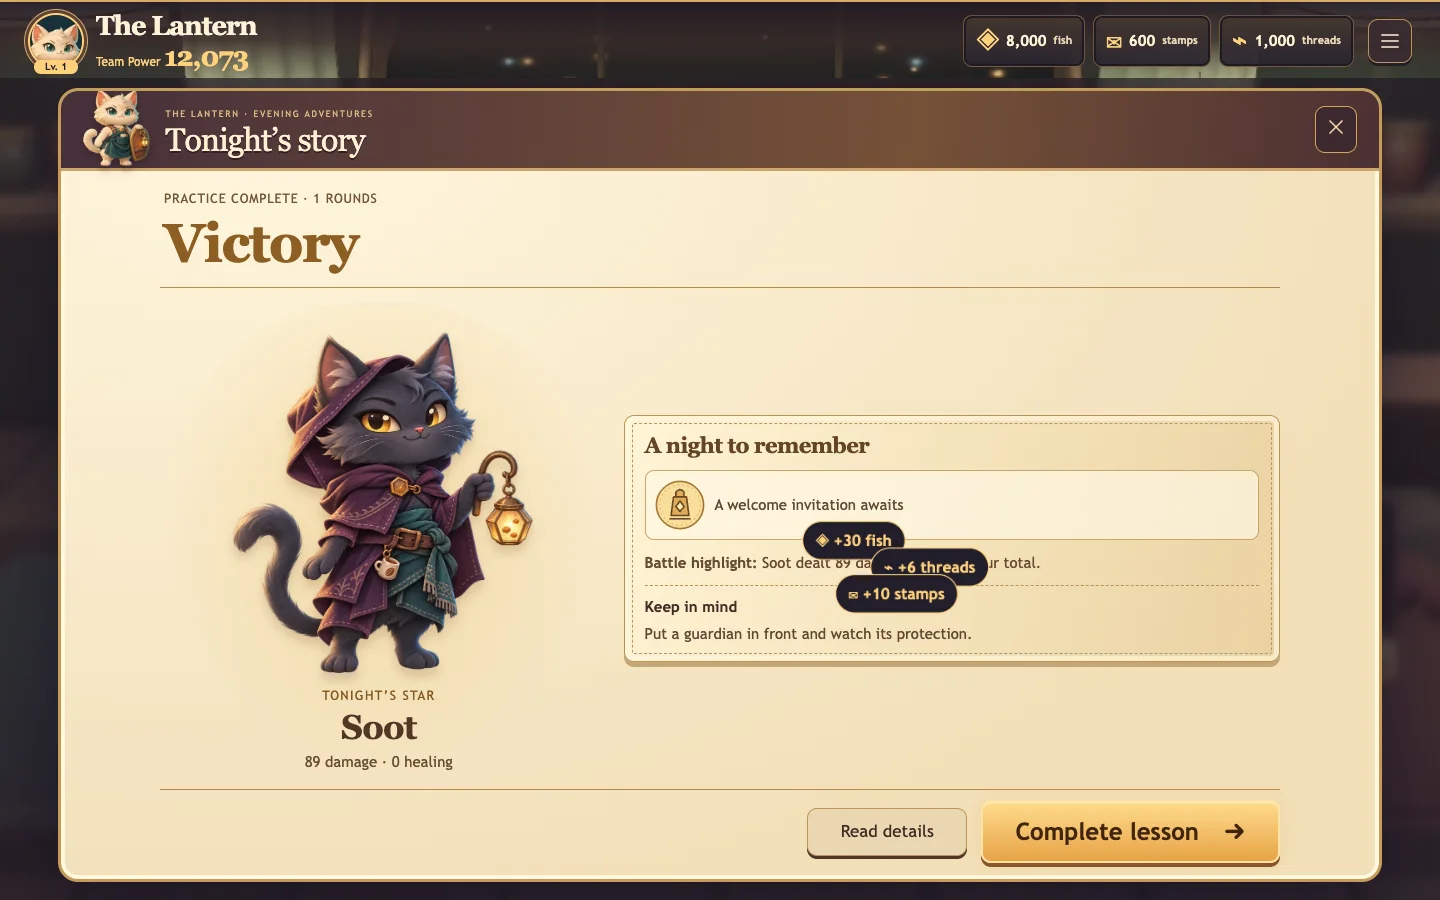 The Lantern
Team Power 12,073
Lv. 1
8,000 fish
600 stamps
1,000 threads
THE LANTERN · EVENING ADVENTURES
Tonight’s story
PRACTICE COMPLETE · 1 ROUNDS
Victory
A night to remember
A welcome invitation awaits
+30 fish
Battle highlight: Soot dealt 89 total.
+6 threads
+10 stamps
Keep in mind
Put a guardian in front and watch its protection.
TONIGHT’S STAR
Soot
89 damage · 0 healing
Read details
Complete lesson →